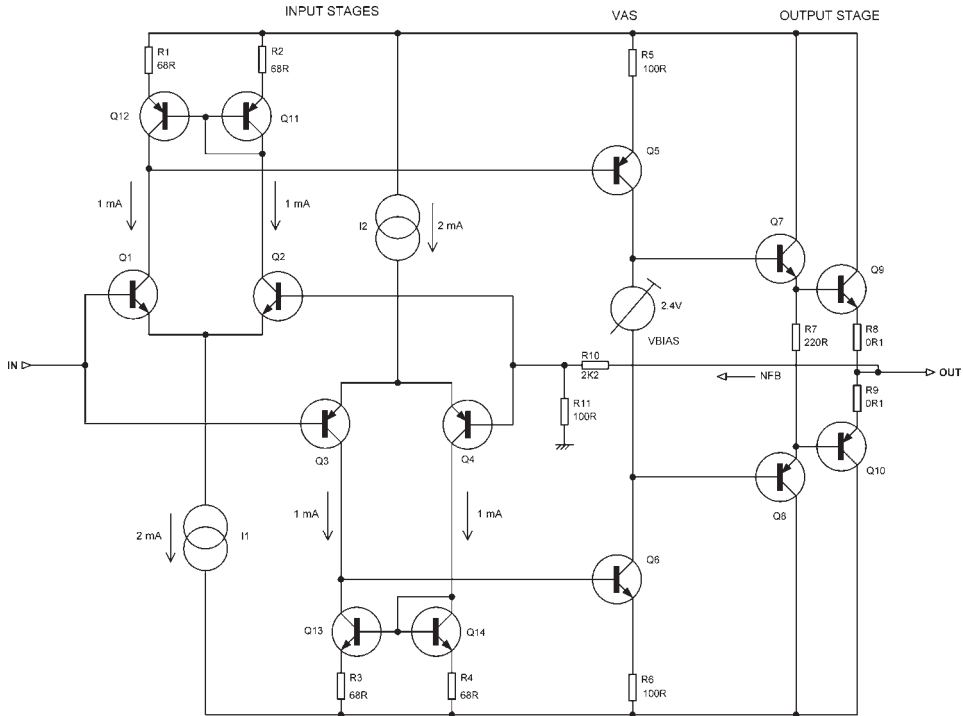 INPUT STAGES
VAS
OUTPUT STAGE
R1
68R
R2
68R
R5
100R
Q12
Q11
Q5
1 mA
1 mA
I2
2 mA
Q7
Q1
Q2
Q9
2.4V
VBIAS
R7
220R
R8
0R1
IN
R10
2K2
NFB
OUT
R11
100R
R9
0R1
Q3
Q4
Q10
Q8
1 mA
1 mA
2 mA
I1
Q6
Q13
Q14
R3
68R
R4
68R
R6
100R